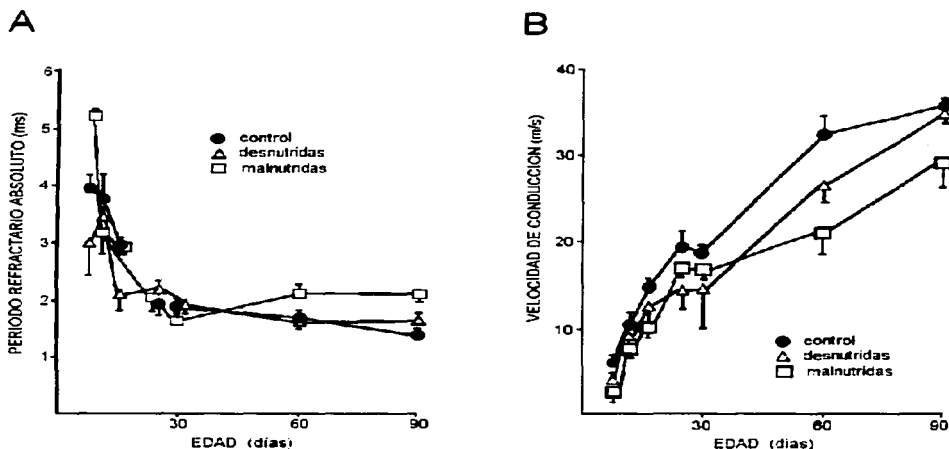 A
PERIODO REFRACTARIO ABSOLUTO (ms)
6
5
4
3
2
1
control
desnutridas
malnutridas
30
60
90
EDAD (días)
B
VELOCIDAD DE CONDUCCION (m/s)
40
30
20
10
control
desnutridas
malnutridas
30
60
90
EDAD (días)